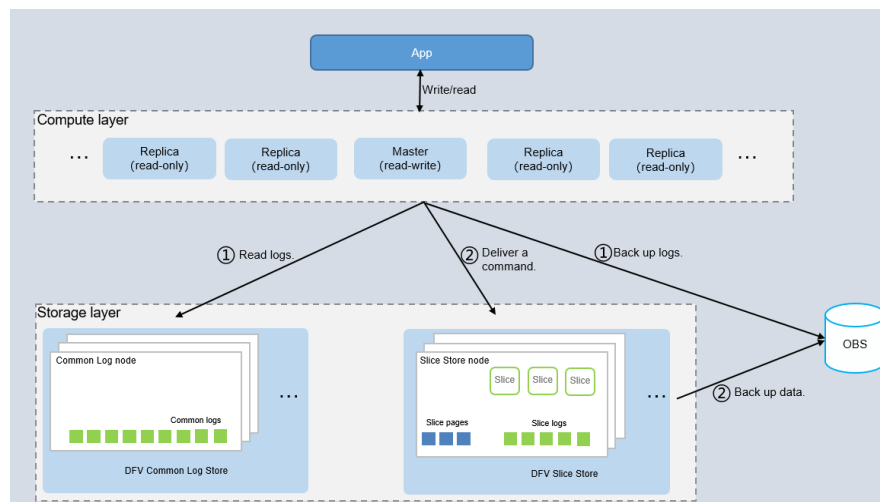 App
Write/read
Compute layer
...
Replica
(read-only)
Replica
(read-only)
Master
(read-write)
Replica
(read-only)
Replica
(read-only)
...
① Read logs.
② Deliver a
command.
① Back up logs.
Storage layer
Common Log node
Common logs
...
DFV Common Log Store
Slice Store node
Slice
Slice
Slice
Slice pages
Slice logs
...
DFV Slice Store
② Back up data.
OBS